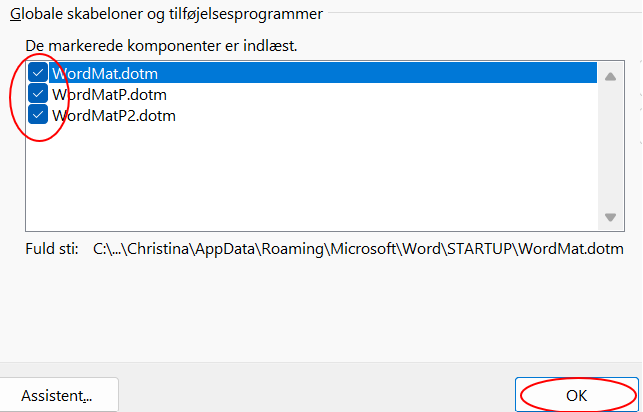 Globale skabeloner og tilføjelsesprogrammer
De markerede komponenter er indlæst.
WordMat.dotm
WordMatP.dotm
WordMatP2.dotm
Fuld sti: C:\...\Christina\AppData\Roaming\Microsoft\Word\STARTUP\WordMat.dotm
Assistent...
OK